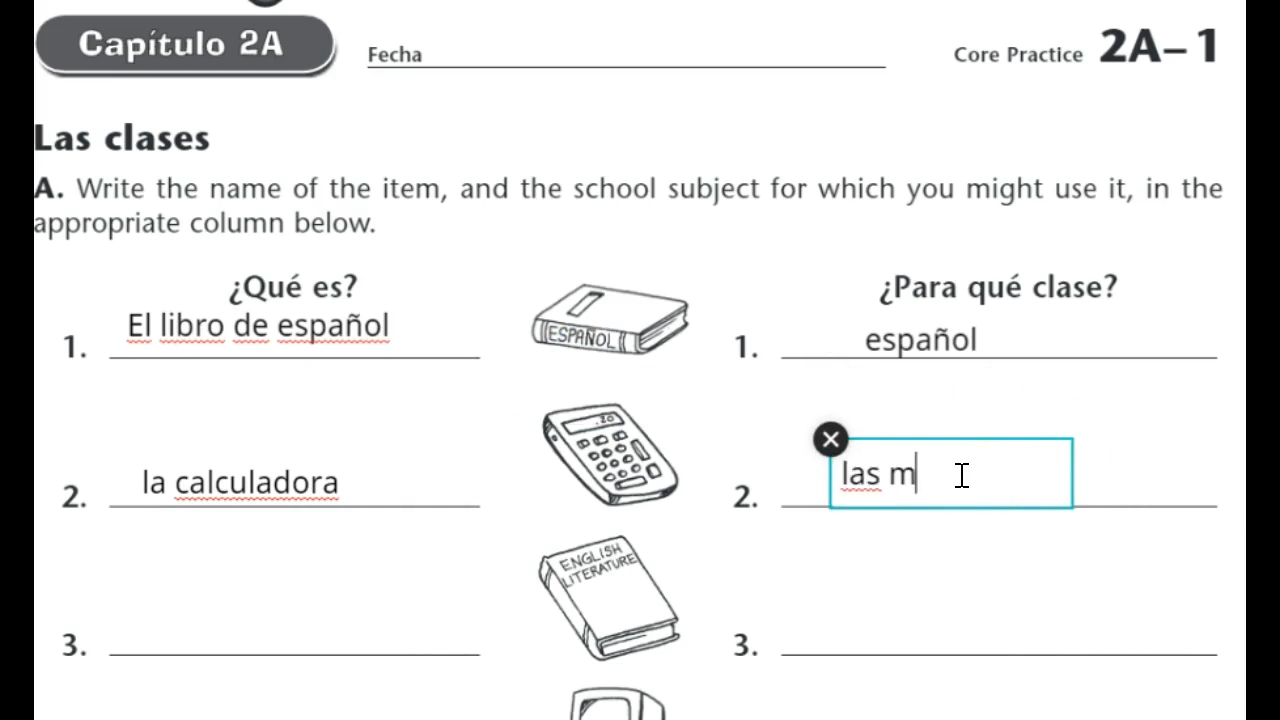 Capítulo 2A
Fecha
Core Practice 2A–1
Las clases
A. Write the name of the item, and the school subject for which you might use it, in the
appropriate column below.
¿Qué es?
¿Para qué clase?
1. El libro de español
ESPAÑOL
1. español
2. la calculadora
.20
2. las m
ENGLISH
LITERATURE
3.
3.